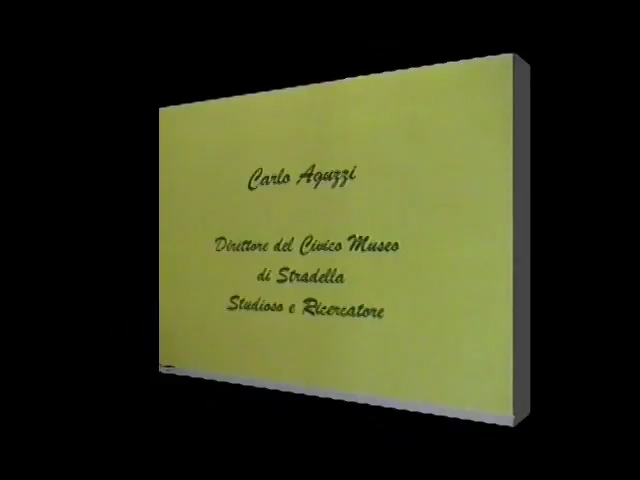 Carlo Aguzzi
Direttore del Civico Museo
di Stradella
Studioso e Ricercatore